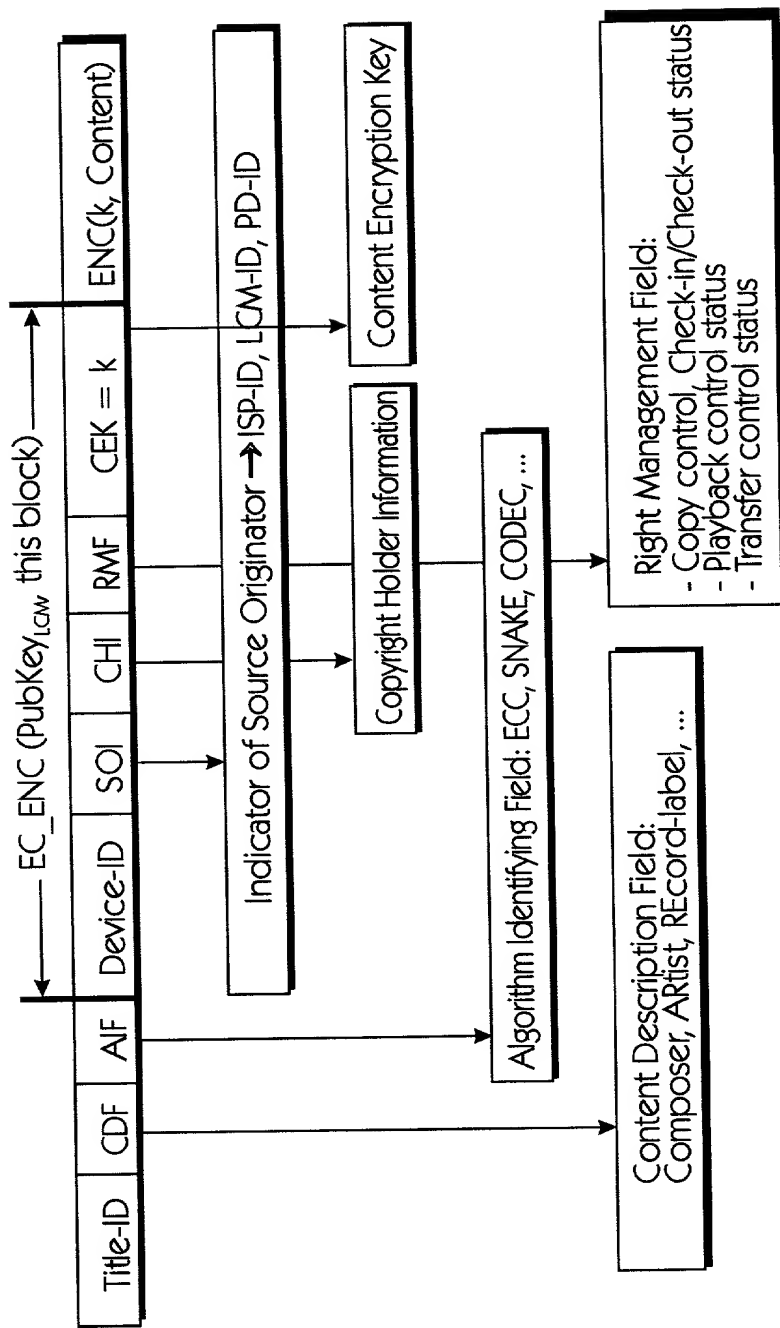 EC_ENC (PubKeyLCM, this block)
Title-ID CDF AIF Device-ID SOI CHI RMF CEK = k ENC(k, Content)
Indicator of Source Originator → ISP-ID, LCM-ID, PD-ID
Copyright Holder Information
Content Encryption Key
Algorithm Identifying Field: ECC, SNAKE, CODEC, ...
Content Description Field:
Composer, ARtist, REcord-label, ...
Right Management Field:
- Copy control, Check-in/Check-out status
- Playback control status
- Transfer control status